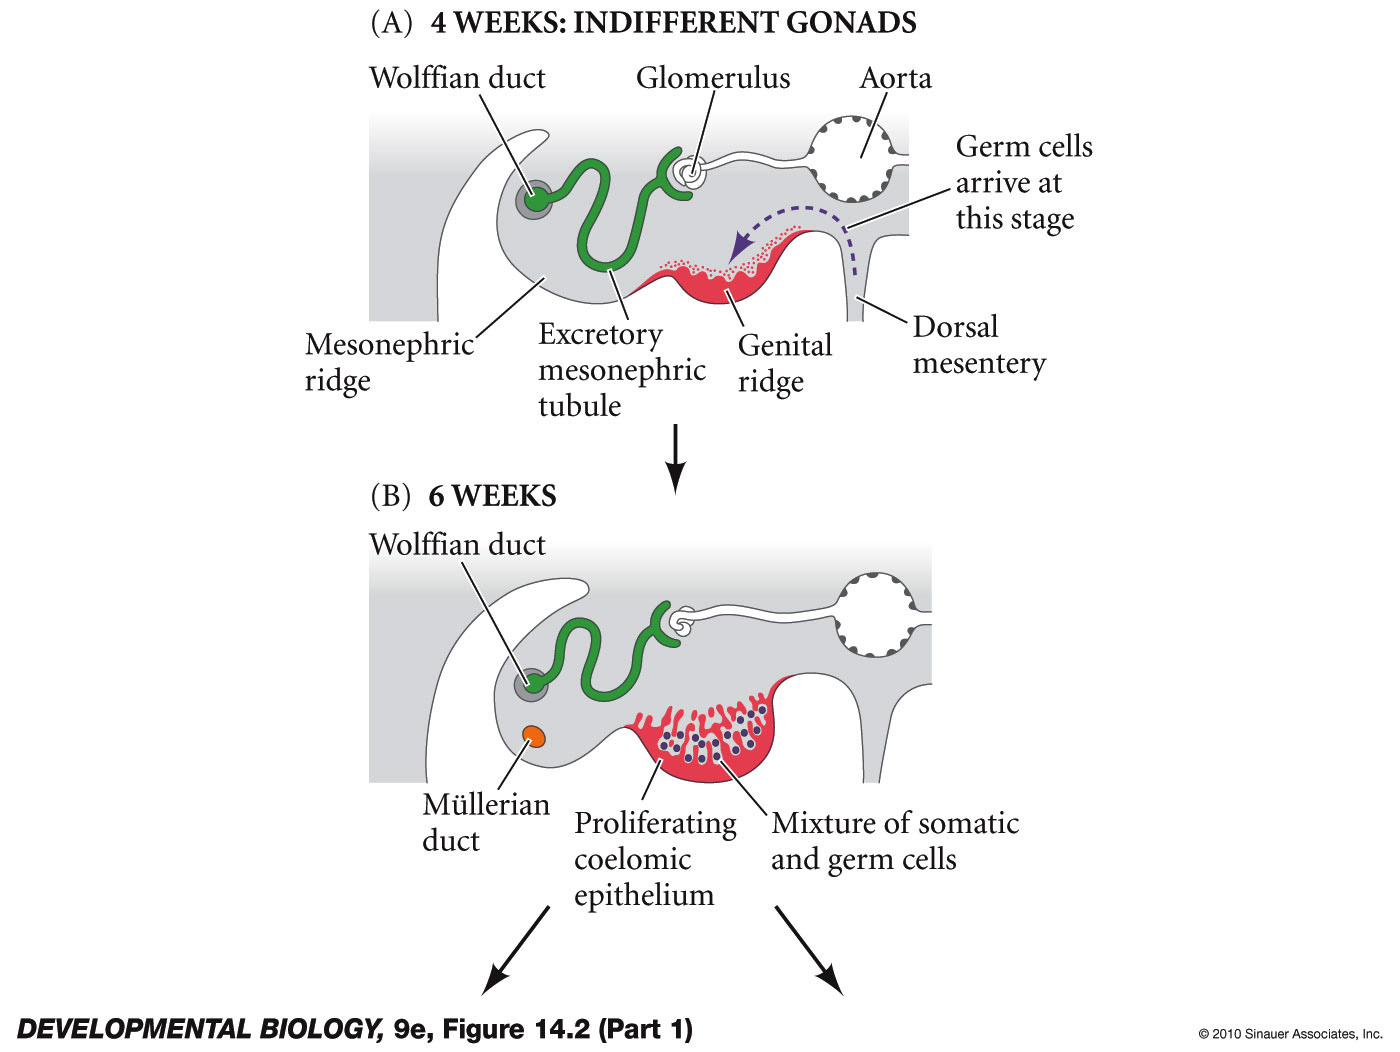 (A) 4 WEEKS: INDIFFERENT GONADS
Wolffian duct
Glomerulus
Aorta
Germ cells
arrive at
this stage
Mesonephric
ridge
Excretory
mesonephric
tubule
Genital
ridge
Dorsal
mesentery
(B) 6 WEEKS
Wolffian duct
Müllerian
duct
Proliferating
coelomic
epithelium
Mixture of somatic
and germ cells
DEVELOPMENTAL BIOLOGY, 9e, Figure 14.2 (Part 1)
© 2010 Sinauer Associates, Inc.